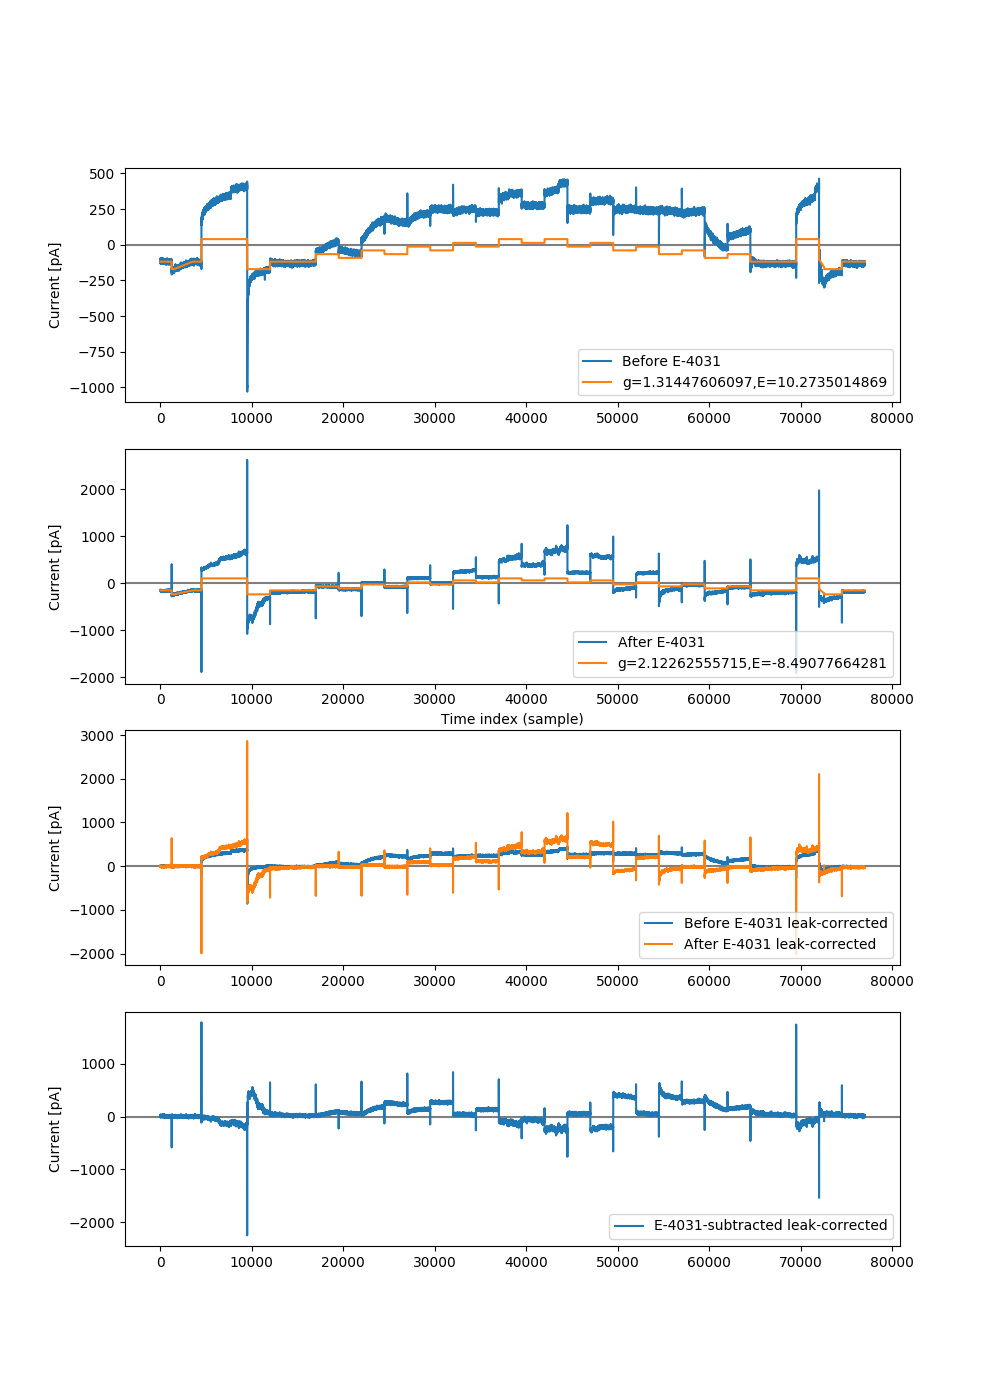 500
250
0
−250
−500
−750
−1000
Current [pA]
Before E-4031
g=1.31447606097,E=10.2735014869
0 10000 20000 30000 40000 50000 60000 70000 80000
2000
1000
0
−1000
−2000
Current [pA]
After E-4031
g=2.12262555715,E=-8.49077664281
0 10000 20000 30000 40000 50000 60000 70000 80000
Time index (sample)
3000
2000
1000
0
−1000
−2000
Current [pA]
Before E-4031 leak-corrected
After E-4031 leak-corrected
0 10000 20000 30000 40000 50000 60000 70000 80000
1000
0
−1000
−2000
Current [pA]
E-4031-subtracted leak-corrected
0 10000 20000 30000 40000 50000 60000 70000 80000